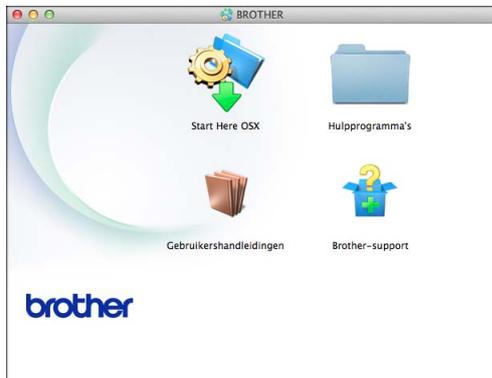 BROTHER
Start Here OSX
Hulpprogramma's
Gebruikershandleidingen
Brother-support
brother